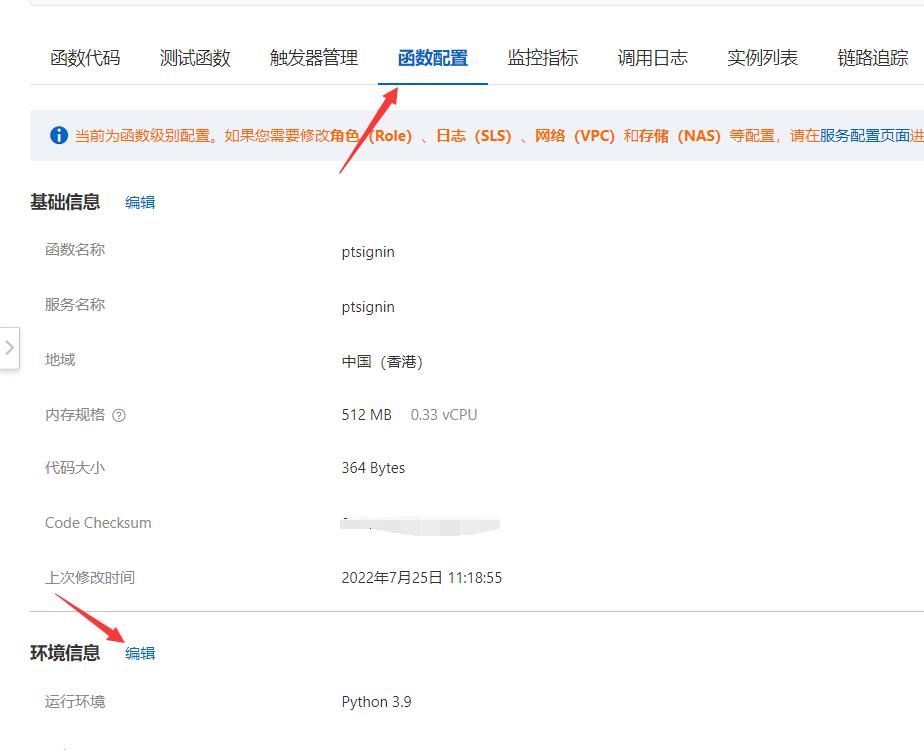 函数代码 测试函数 触发器管理 函数配置 监控指标 调用日志 实例列表 链路追踪
当前为函数级别配置。如果您需要修改角色（Role）、日志（SLS）、网络（VPC）和存储（NAS）等配置，请在服务配置页面进
基础信息 编辑
函数名称 ptsignin
服务名称 ptsignin
地域 中国（香港）
内存规格 512 MB 0.33 vCPU
代码大小 364 Bytes
Code Checksum
上次修改时间 2022年7月25日 11:18:55
环境信息 编辑
运行环境 Python 3.9